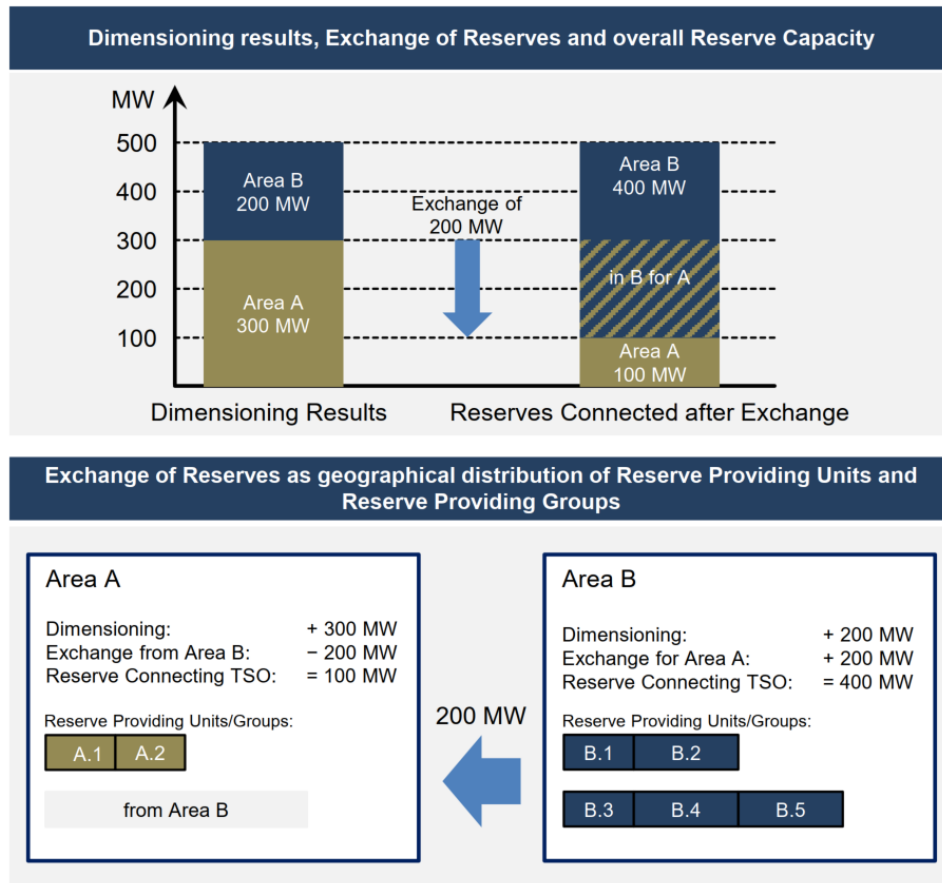 Dimensioning results, Exchange of Reserves and overall Reserve Capacity
MW
500
400
300
200
100
Area B
200 MW
Area A
300 MW
Exchange of
200 MW
Area B
400 MW
in B for A
Area A
100 MW
Dimensioning Results
Reserves Connected after Exchange
Exchange of Reserves as geographical distribution of Reserve Providing Units and
Reserve Providing Groups
Area A
Dimensioning: + 300 MW
Exchange from Area B: − 200 MW
Reserve Connecting TSO: = 100 MW
Reserve Providing Units/Groups:
A.1 A.2
from Area B
200 MW
Area B
Dimensioning: + 200 MW
Exchange for Area A: + 200 MW
Reserve Connecting TSO: = 400 MW
Reserve Providing Units/Groups:
B.1 B.2
B.3 B.4 B.5